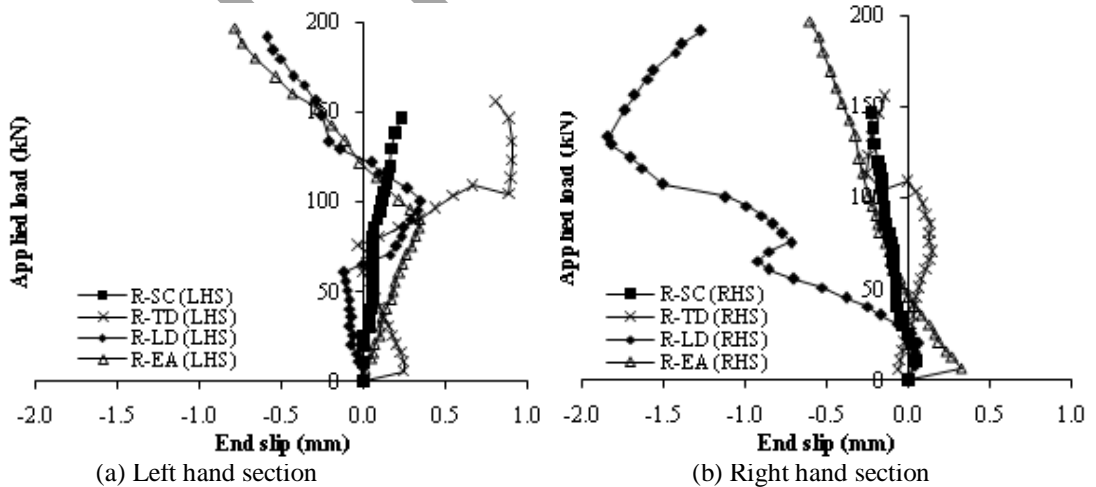 200
150
100
50
0
Applied load (kN)
R-SC (LHS)
R-TD (LHS)
R-LD (LHS)
R-EA (LHS)
-2.0 -1.5 -1.0 -0.5 0.0 0.5 1.0
End slip (mm)
(a) Left hand section
200
150
100
50
0
Applied load (kN)
R-SC (RHS)
R-TD (RHS)
R-LD (RHS)
R-EA (RHS)
-2.0 -1.5 -1.0 -0.5 0.0 0.5 1.0
End slip (mm)
(b) Right hand section